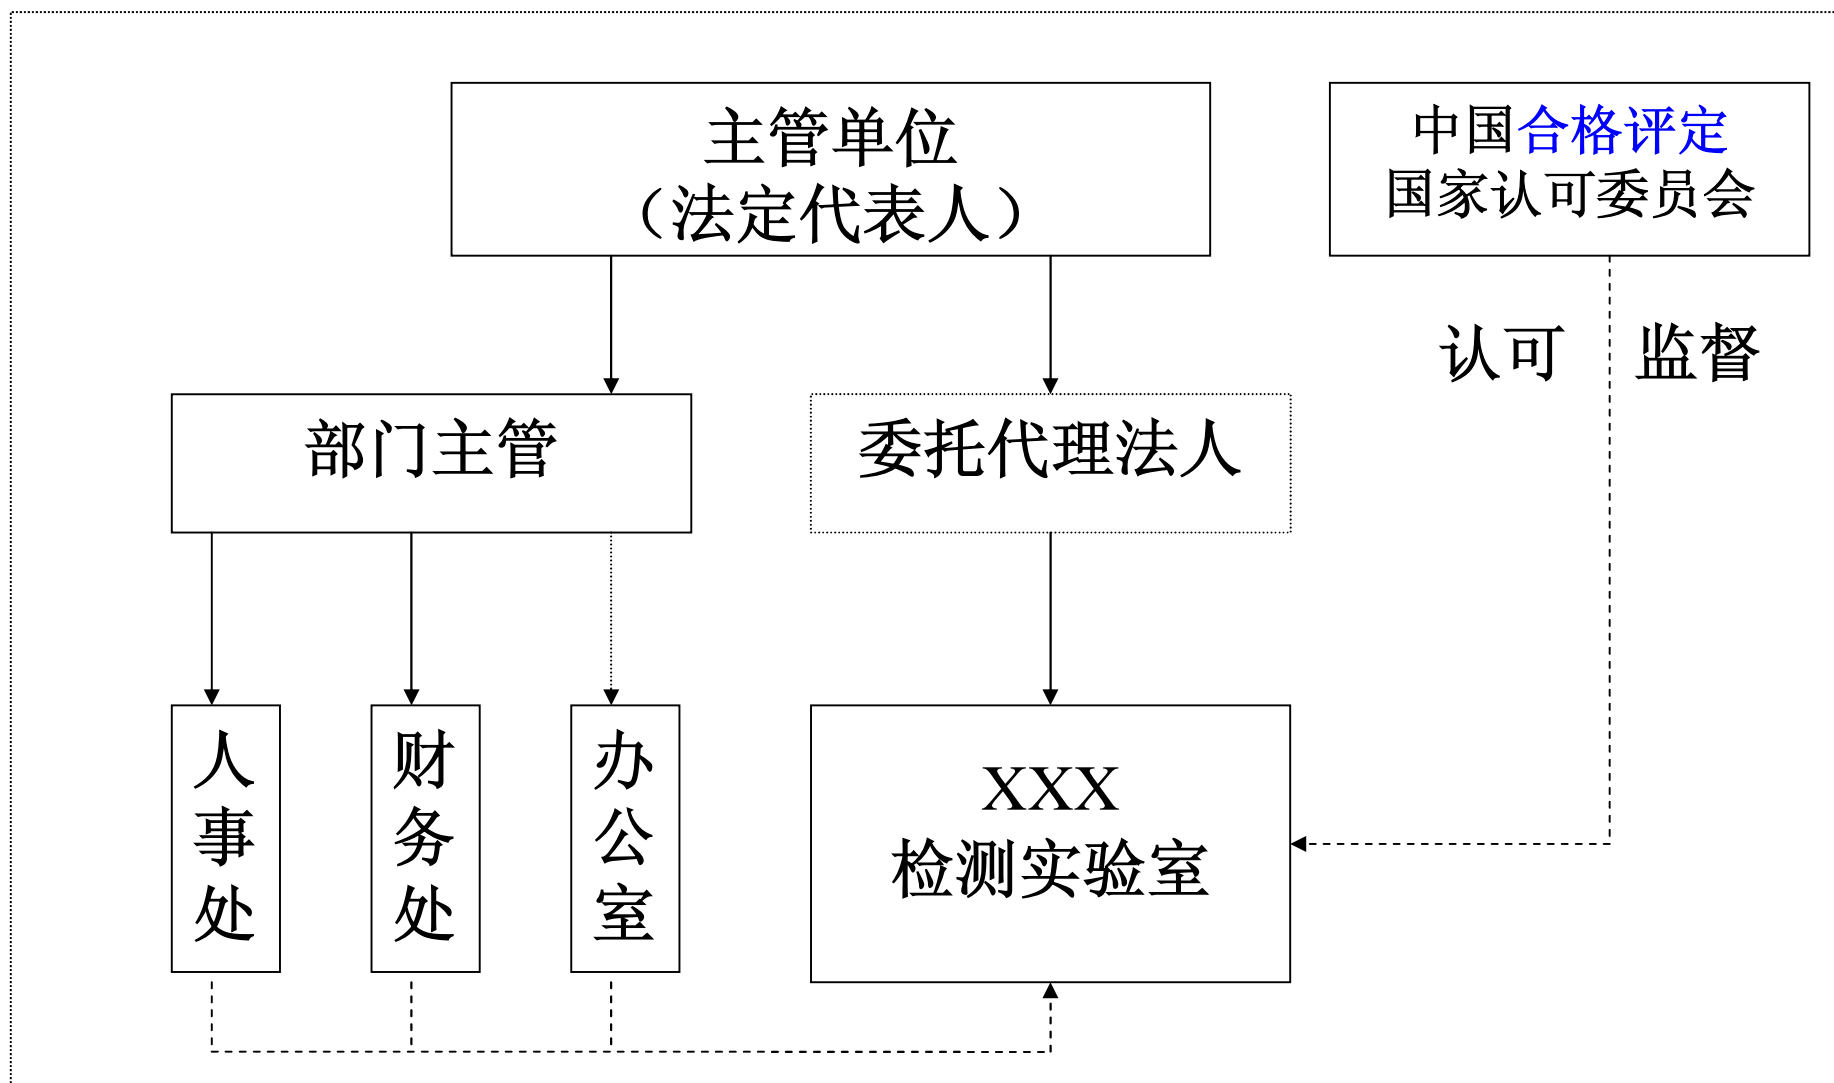 主管单位
（法定代表人）
中国合格评定
国家认可委员会
认可
监督
部门主管
委托代理法人
人事处
财务处
办公室
XXX
检测实验室